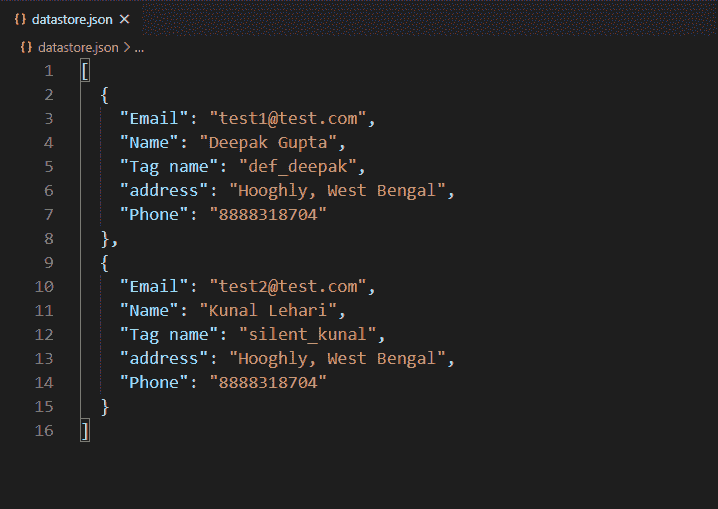 {} datastore.json ×
{} datastore.json > ...
1 [
2 {
3 "Email": "test1@test.com",
4 "Name": "Deepak Gupta",
5 "Tag name": "def_deepak",
6 "address": "Hooghly, West Bengal",
7 "Phone": "8888318704"
8 },
9 {
10 "Email": "test2@test.com",
11 "Name": "Kunal Lehari",
12 "Tag name": "silent_kunal",
13 "address": "Hooghly, West Bengal",
14 "Phone": "8888318704"
15 }
16 ]